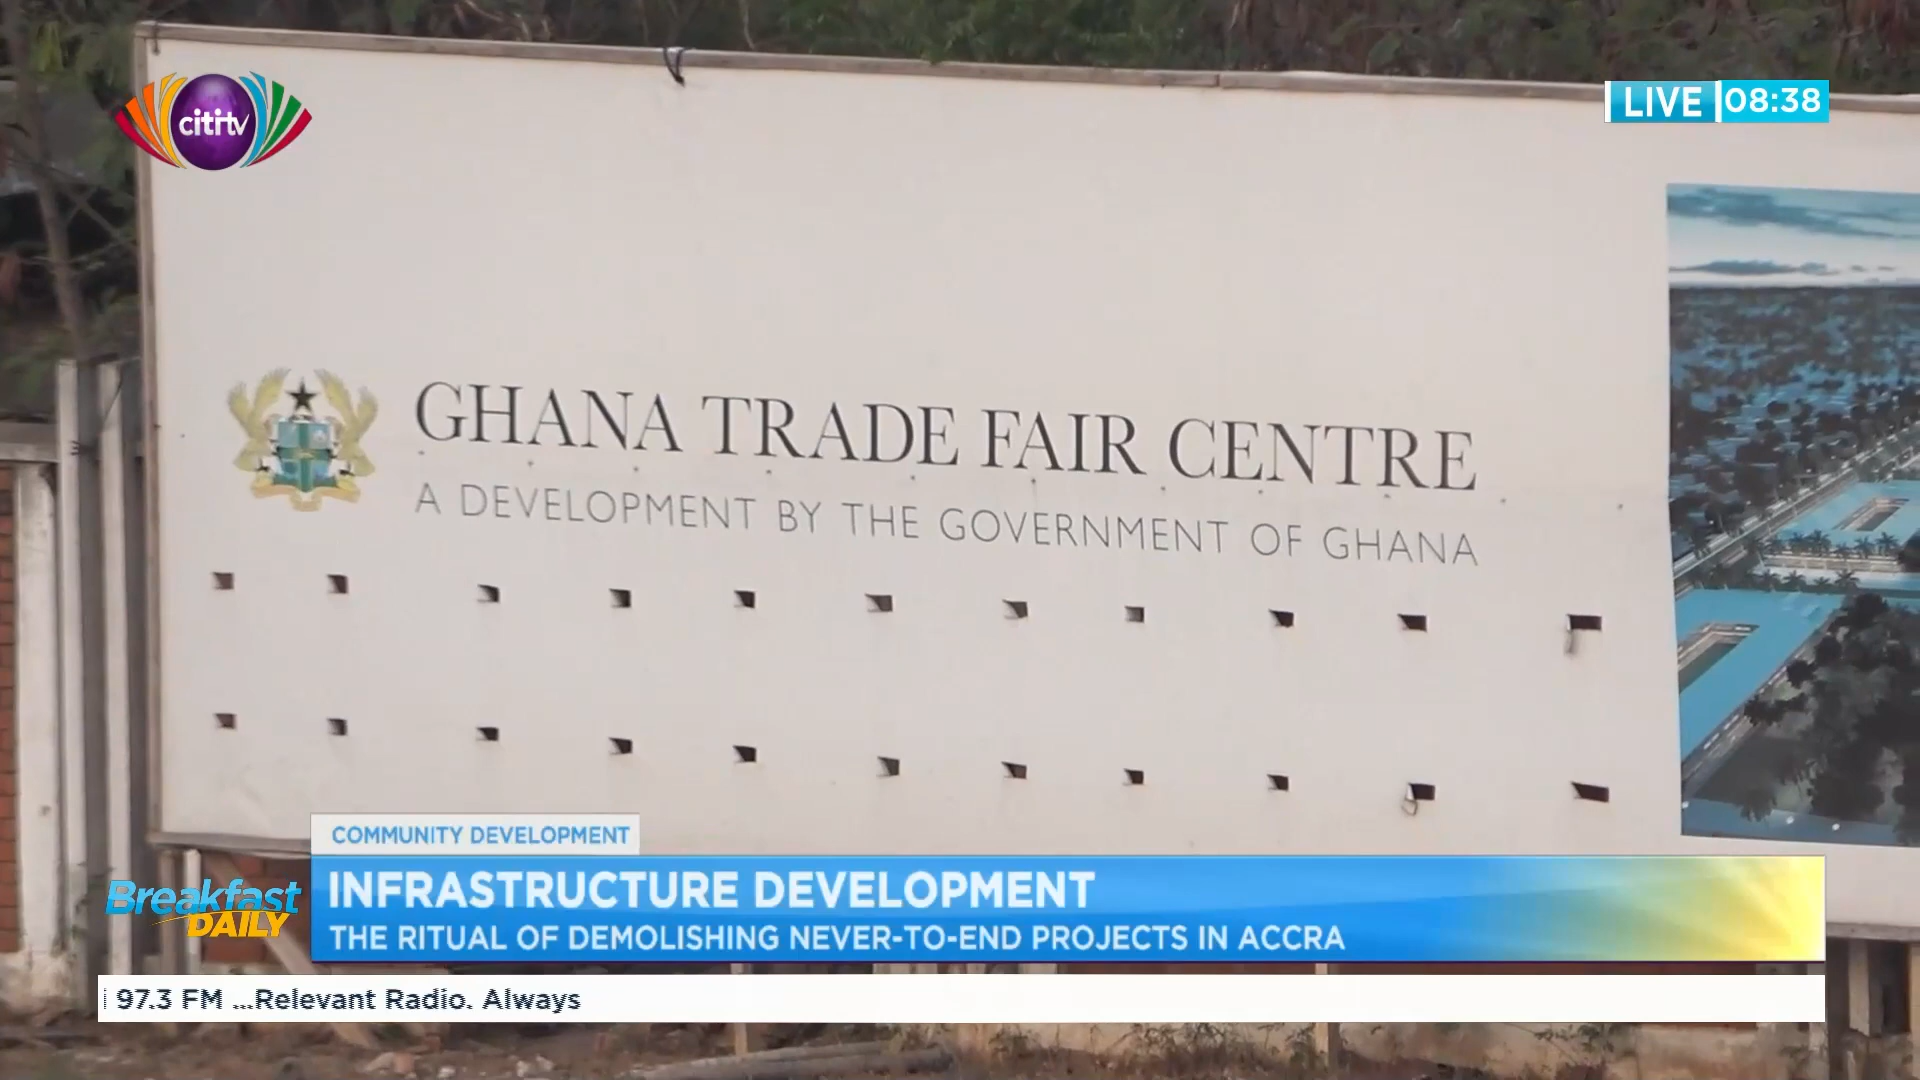 citi tv
LIVE 08:38
GHANA TRADE FAIR CENTRE
A DEVELOPMENT BY THE GOVERNMENT OF GHANA
COMMUNITY DEVELOPMENT
INFRASTRUCTURE DEVELOPMENT
THE RITUAL OF DEMOLISHING NEVER-TO-END PROJECTS IN ACCRA
Breakfast
DAILY
97.3 FM ...Relevant Radio. Always